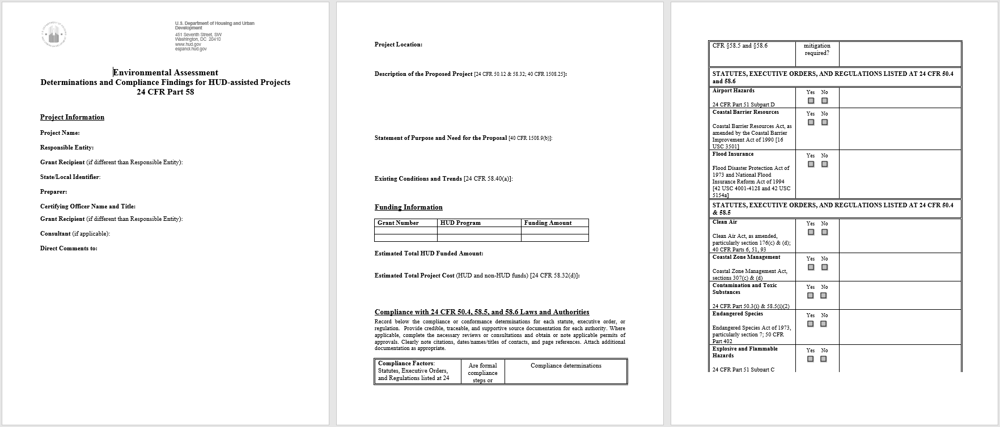 U.S. Department of Housing and Urban
Development
451 Seventh Street, SW
Washington, DC  20410
www.hud.gov
espanol.hud.gov
Environmental Assessment
Determinations and Compliance Findings for HUD-assisted Projects
24 CFR Part 58
Project Information
Project Name:
Responsible Entity:
Grant Recipient (if different than Responsible Entity):
State/Local Identifier:
Preparer:
Certifying Officer Name and Title:
Grant Recipient (if different than Responsible Entity):
Consultant (if applicable):
Direct Comments to:
Project Location:
Description of the Proposed Project [24 CFR 50.12 & 58.32; 40 CFR 1508.25]:
Statement of Purpose and Need for the Proposal [40 CFR 1508.9(b)]:
Existing Conditions and Trends [24 CFR 58.40(a)]:
Funding Information
Grant Number HUD Program Funding Amount
Estimated Total HUD Funded Amount:
Estimated Total Project Cost (HUD and non-HUD funds) [24 CFR 58.32(d)]:
Compliance with 24 CFR 50.4, 58.5, and 58.6 Laws and Authorities
Record below the compliance or conformance determinations for each statute, executive order, or
regulation.  Provide credible, traceable, and supportive source documentation for each authority. Where
applicable, complete the necessary reviews or consultations and obtain or note applicable permits of
approvals. Clearly note citations, dates/names/titles of contacts, and page references. Attach additional
documentation as appropriate.
Compliance Factors:
Statutes, Executive Orders,
and Regulations listed at 24
Are formal
compliance
steps or
Compliance determinations
CFR §58.5 and §58.6
mitigation
required?
STATUTES, EXECUTIVE ORDERS, AND REGULATIONS LISTED AT 24 CFR 50.4
and 58.6
Airport Hazards
24 CFR Part 51 Subpart D
Yes No
Coastal Barrier Resources
Coastal Barrier Resources Act, as
amended by the Coastal Barrier
Improvement Act of 1990 [16
USC 3501]
Yes No
Flood Insurance
Flood Disaster Protection Act of
1973 and National Flood
Insurance Reform Act of 1994
[42 USC 4001-4128 and 42 USC
5154a]
Yes No
STATUTES, EXECUTIVE ORDERS, AND REGULATIONS LISTED AT 24 CFR 50.4
& 58.5
Clean Air
Clean Air Act, as amended,
particularly section 176(c) & (d);
40 CFR Parts 6, 51, 93
Yes No
Coastal Zone Management
Coastal Zone Management Act,
sections 307(c) & (d)
Yes No
Contamination and Toxic
Substances
24 CFR Part 50.3(i) & 58.5(i)(2)
Yes No
Endangered Species
Endangered Species Act of 1973,
particularly section 7; 50 CFR
Part 402
Yes No
Explosive and Flammable
Hazards
24 CFR Part 51 Subpart C
Yes No